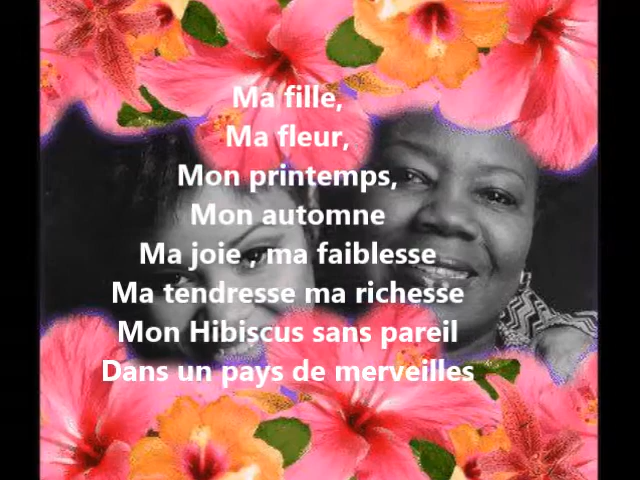 Ma fille,
Ma fleur,
Mon printemps,
Mon automne
Ma joie , ma faiblesse
Ma tendresse ma richesse
Mon Hibiscus sans pareil
Dans un pays de merveilles